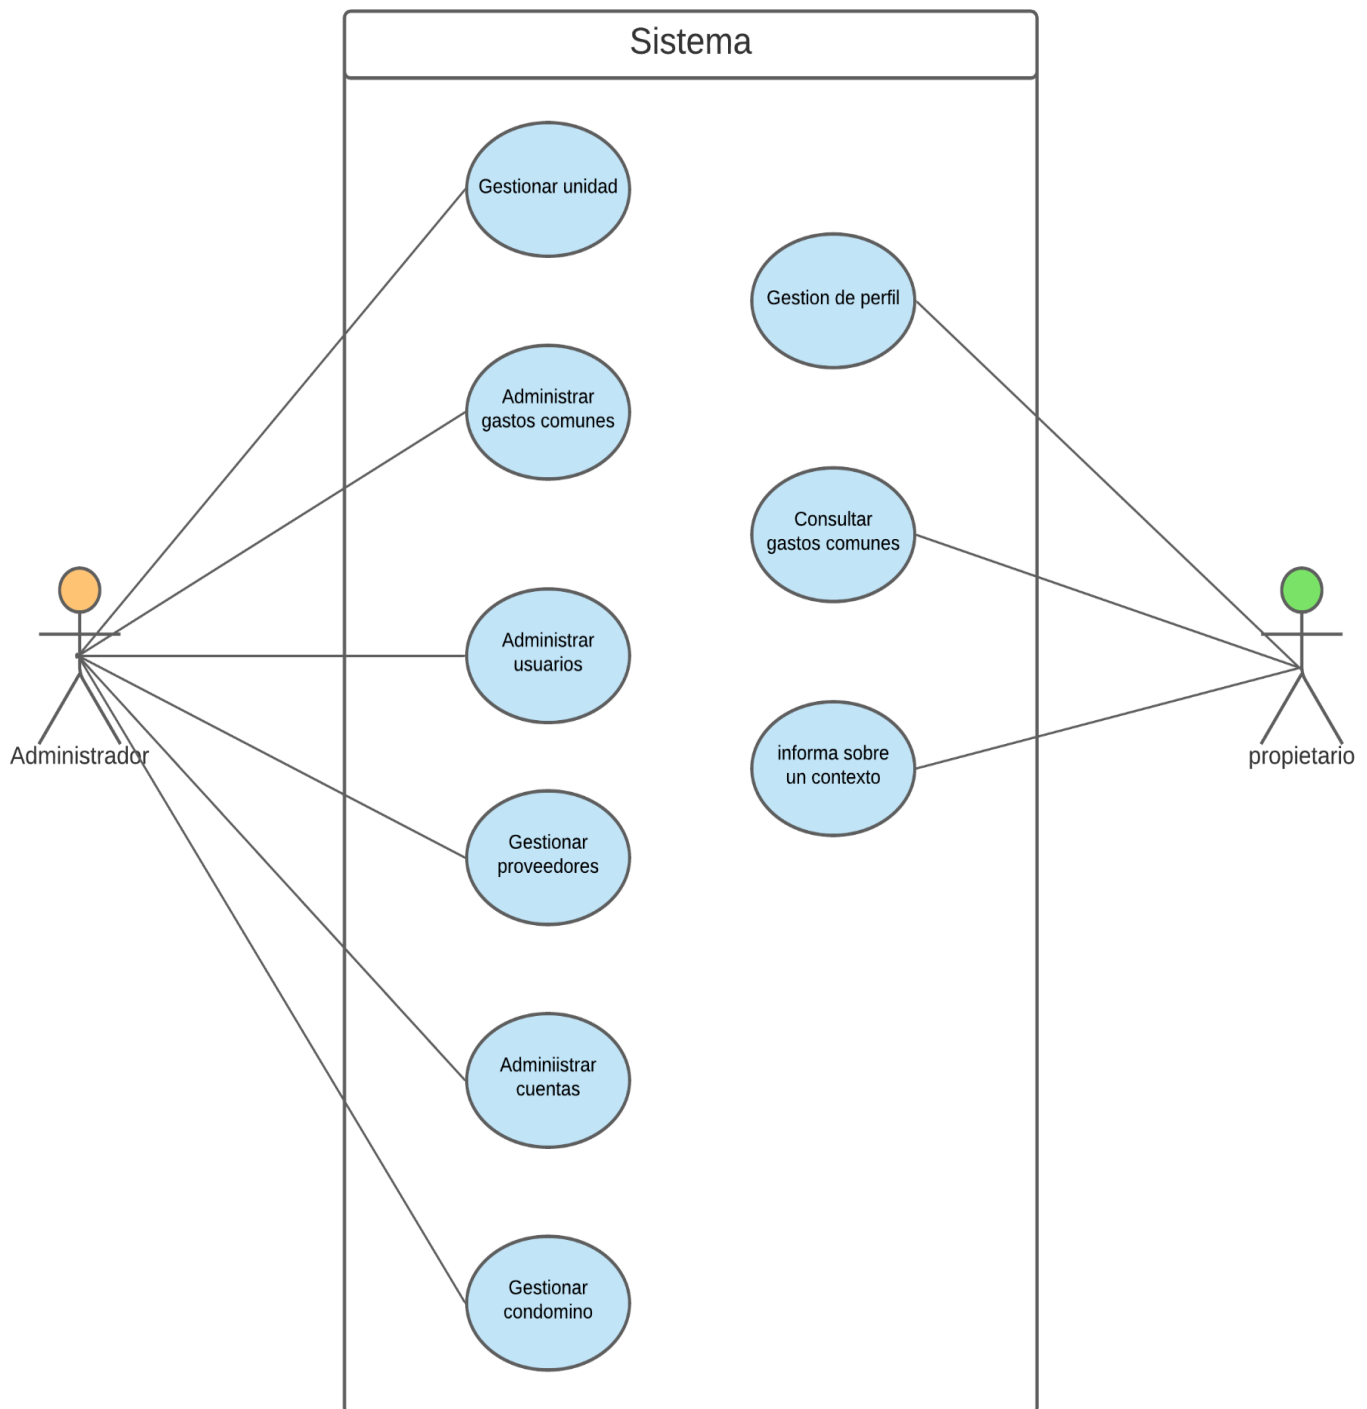 Sistema
Gestionar unidad
Gestion de perfil
Administrar
gastos comunes
Consultar
gastos comunes
Administrar
usuarios
Administrador
propietario
informa sobre
un contexto
Gestionar
proveedores
Adminiistrar
cuentas
Gestionar
condomino